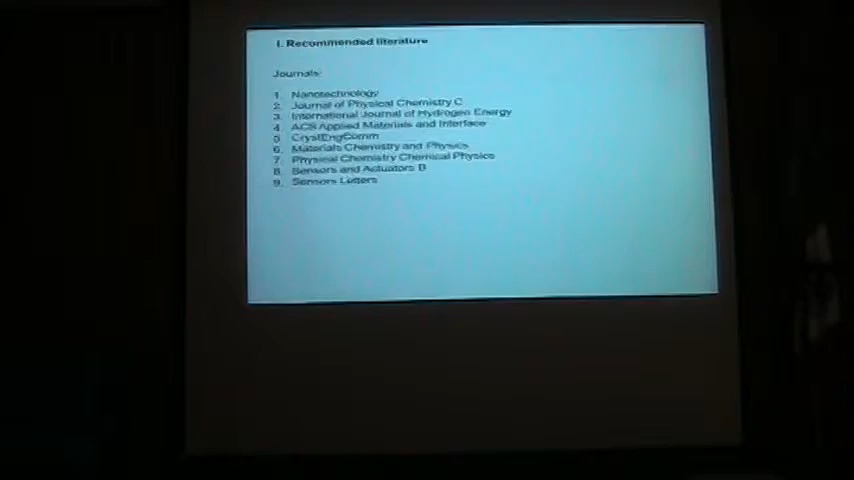 I. Recommended literature
Journals:
1. Nanotechnology
2. Journal of Physical Chemistry C
3. International Journal of Hydrogen Energy
4. ACS Applied Materials and Interface
5. CrystEngComm
6. Materials Chemistry and Physics
7. Physical Chemistry Chemical Physics
8. Sensors and Actuators B
9. Sensors Letters